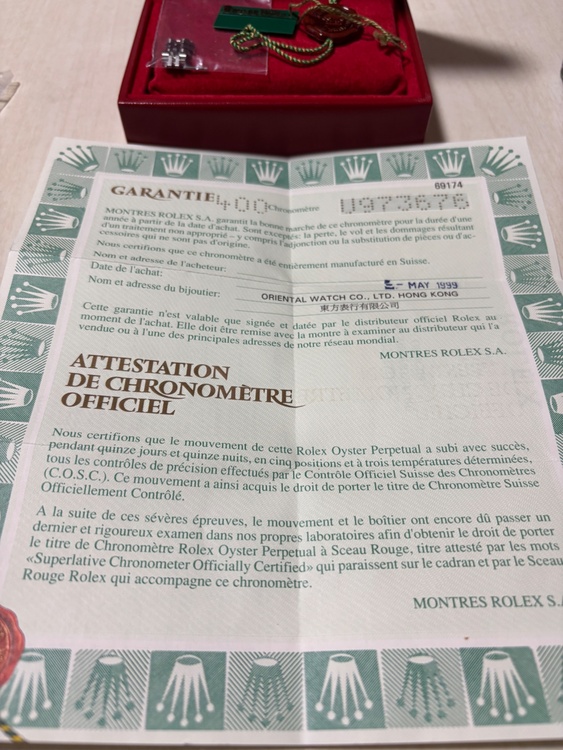 69174
GARANTIE 400 Chronomètre U973676
MONTRES ROLEX S.A. garantit la bonne marche de ce chronomètre pour la durée d'une
année à partir de la date d'achat. Sont exceptés: la perte, le vol et les dommages résultant
d'un traitement non approprié – y compris l'adjonction ou la substitution de pièces ou d'ac-
cessoires qui ne sont pas d'origine.
Nous certifions que ce chronomètre a été entièrement manufacturé en Suisse.
Nom et adresse de l'acheteur:
Date de l'achat: - MAY 1999
Nom et adresse du bijoutier: ORIENTAL WATCH CO., LTD. HONG KONG
東方表行有限公司
Cette garantie n'est valable que signée et datée par le distributeur officiel Rolex au
moment de l'achat. Elle doit être remise avec la montre à examiner au distributeur qui l'a
vendue ou à l'une des principales adresses de notre réseau mondial.
MONTRES ROLEX S.A.
ATTESTATION
DE CHRONOMÈTRE
OFFICIEL
Nous certifions que le mouvement de cette Rolex Oyster Perpetual a subi avec succès,
pendant quinze jours et quinze nuits, en cinq positions et à trois températures déterminées,
tous les contrôles de précision effectués par le Contrôle Officiel Suisse des Chronomètres
(C.O.S.C.). Ce mouvement a ainsi acquis le droit de porter le titre de Chronomètre Suisse
Officiellement Contrôlé.
A la suite de ces sévères épreuves, le mouvement et le boîtier ont encore dû passer un
dernier et rigoureux examen dans nos propres laboratoires afin d'obtenir le droit de porter
le titre de Chronomètre Rolex Oyster Perpetual à Sceau Rouge, titre attesté par les mots
«Superlative Chronometer Officially Certified» qui paraissent sur le cadran et par le Sceau
Rouge Rolex qui accompagne ce chronomètre.
MONTRES ROLEX S.A